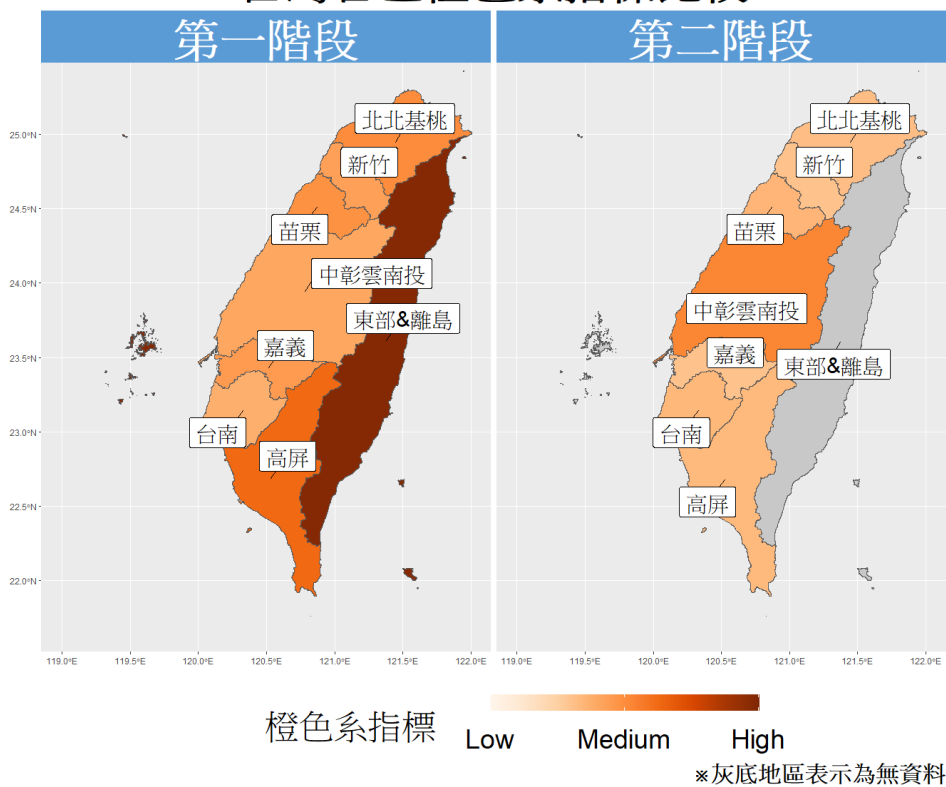 第一階段
第二階段
北北基桃
新竹
苗栗
中彰雲南投
東部&離島
嘉義
台南
高屏
25.0°N
24.5°N
24.0°N
23.5°N
23.0°N
22.5°N
22.0°N
119.0°E 119.5°E 120.0°E 120.5°E 121.0°E 121.5°E 122.0°E
北北基桃
新竹
苗栗
中彰雲南投
嘉義
東部&離島
台南
高屏
119.0°E 119.5°E 120.0°E 120.5°E 121.0°E 121.5°E 122.0°E
橙色系指標
Low Medium High
※灰底地區表示為無資料